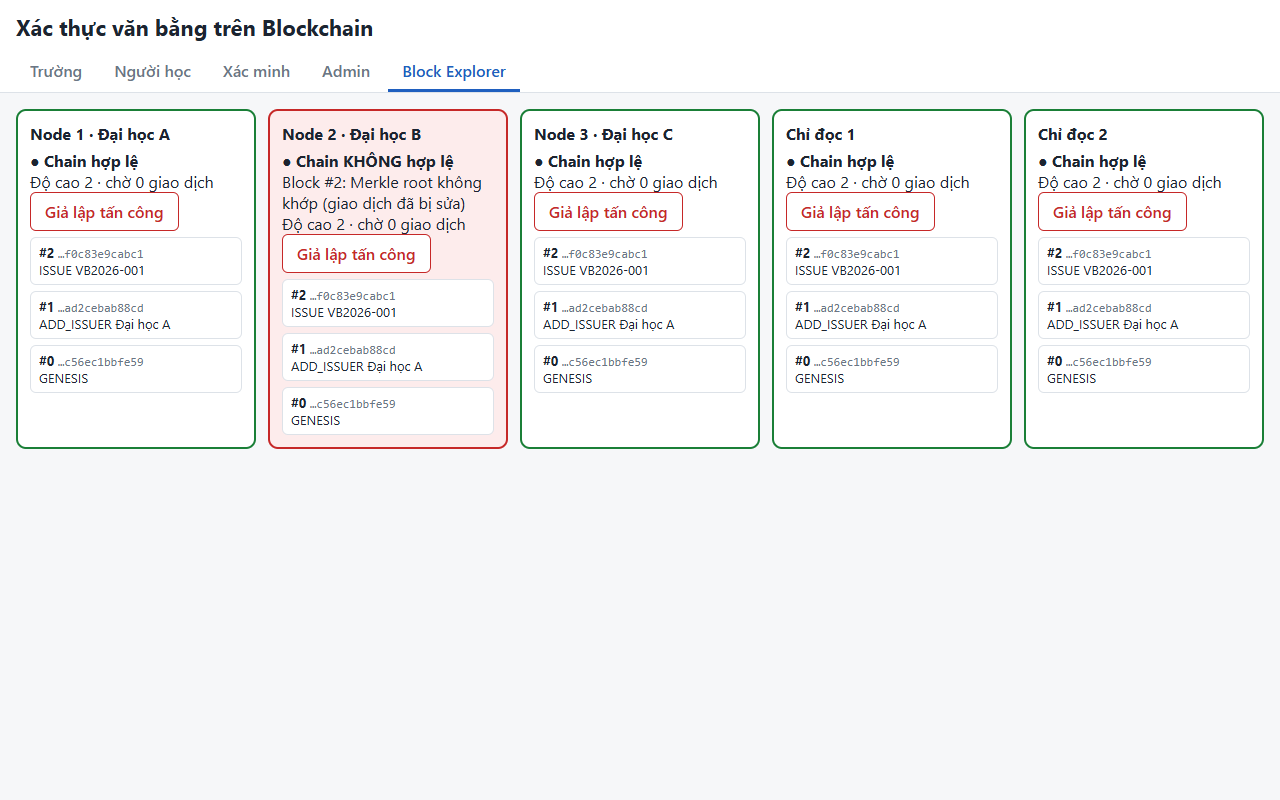 Xác thực văn bằng trên Blockchain
Trường
Người học
Xác minh
Admin
Block Explorer
Node 1 · Đại học A
● Chain hợp lệ
Độ cao 2 · chờ 0 giao dịch
Giả lập tấn công
#2 …f0c83e9cabc1
ISSUE VB2026-001
#1 …ad2cebab88cd
ADD_ISSUER Đại học A
#0 …c56ec1bbfe59
GENESIS
Node 2 · Đại học B
● Chain KHÔNG hợp lệ
Block #2: Merkle root không
khớp (giao dịch đã bị sửa)
Độ cao 2 · chờ 0 giao dịch
Giả lập tấn công
#2 …f0c83e9cabc1
ISSUE VB2026-001
#1 …ad2cebab88cd
ADD_ISSUER Đại học A
#0 …c56ec1bbfe59
GENESIS
Node 3 · Đại học C
● Chain hợp lệ
Độ cao 2 · chờ 0 giao dịch
Giả lập tấn công
#2 …f0c83e9cabc1
ISSUE VB2026-001
#1 …ad2cebab88cd
ADD_ISSUER Đại học A
#0 …c56ec1bbfe59
GENESIS
Chỉ đọc 1
● Chain hợp lệ
Độ cao 2 · chờ 0 giao dịch
Giả lập tấn công
#2 …f0c83e9cabc1
ISSUE VB2026-001
#1 …ad2cebab88cd
ADD_ISSUER Đại học A
#0 …c56ec1bbfe59
GENESIS
Chỉ đọc 2
● Chain hợp lệ
Độ cao 2 · chờ 0 giao dịch
Giả lập tấn công
#2 …f0c83e9cabc1
ISSUE VB2026-001
#1 …ad2cebab88cd
ADD_ISSUER Đại học A
#0 …c56ec1bbfe59
GENESIS